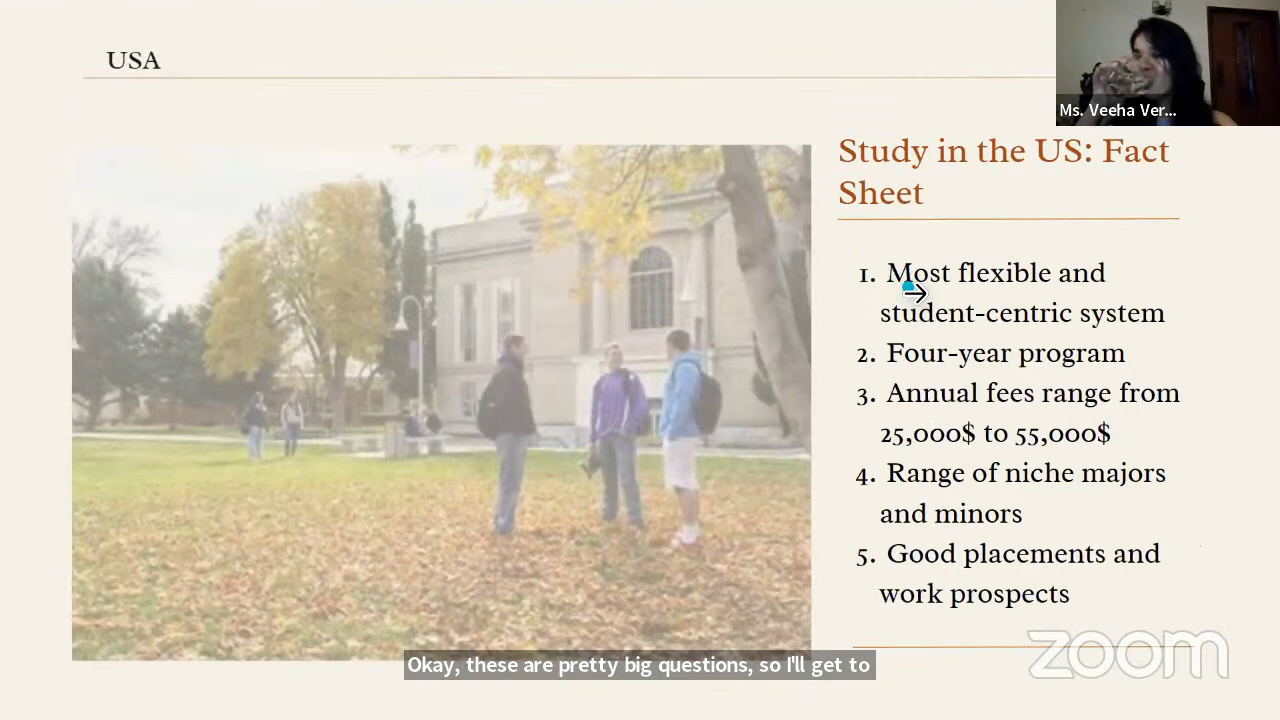 USA
Ms. Veeha Ver...
Study in the US: Fact
Sheet
1. Most flexible and
student-centric system
2. Four-year program
3. Annual fees range from
25,000$ to 55,000$
4. Range of niche majors
and minors
5. Good placements and
work prospects
zoom
Okay, these are pretty big questions, so I'll get to